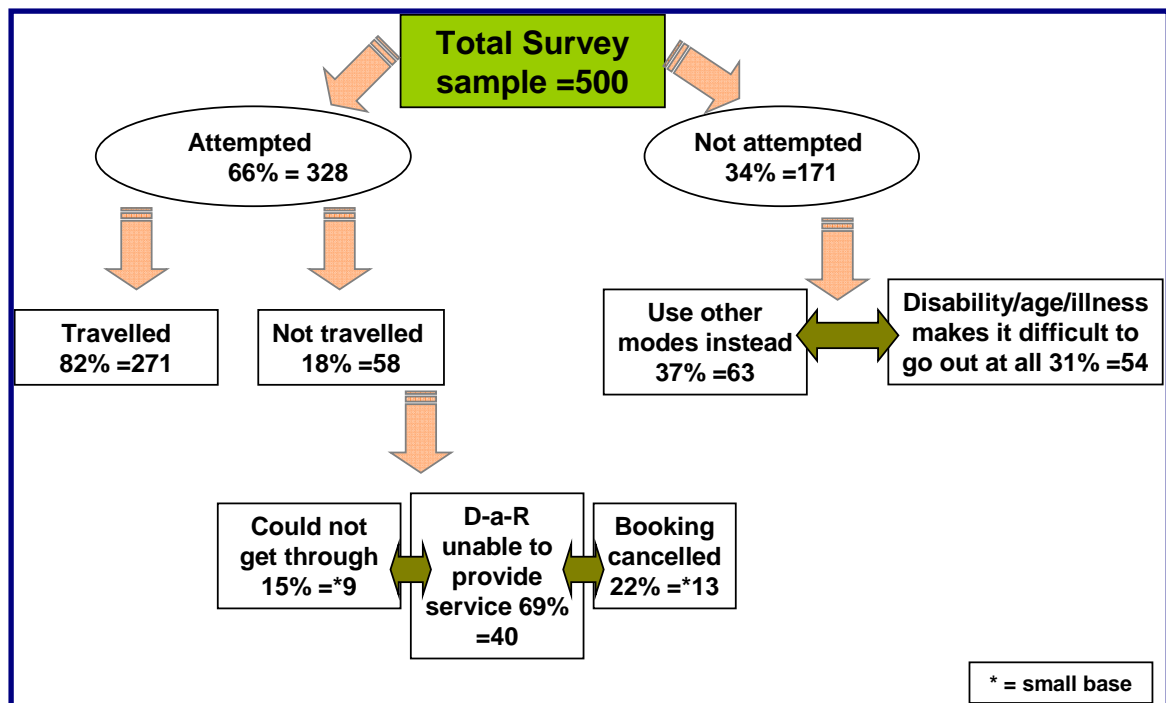 Total Survey
sample =500
Attempted
66% = 328
Not attempted
34% =171
Travelled
82% =271
Not travelled
18% =58
Use other
modes instead
37% =63
Disability/age/illness
makes it difficult to
go out at all 31% =54
Could not
get through
15% =*9
D-a-R
unable to
provide
service 69%
=40
Booking
cancelled
22% =*13
* = small base